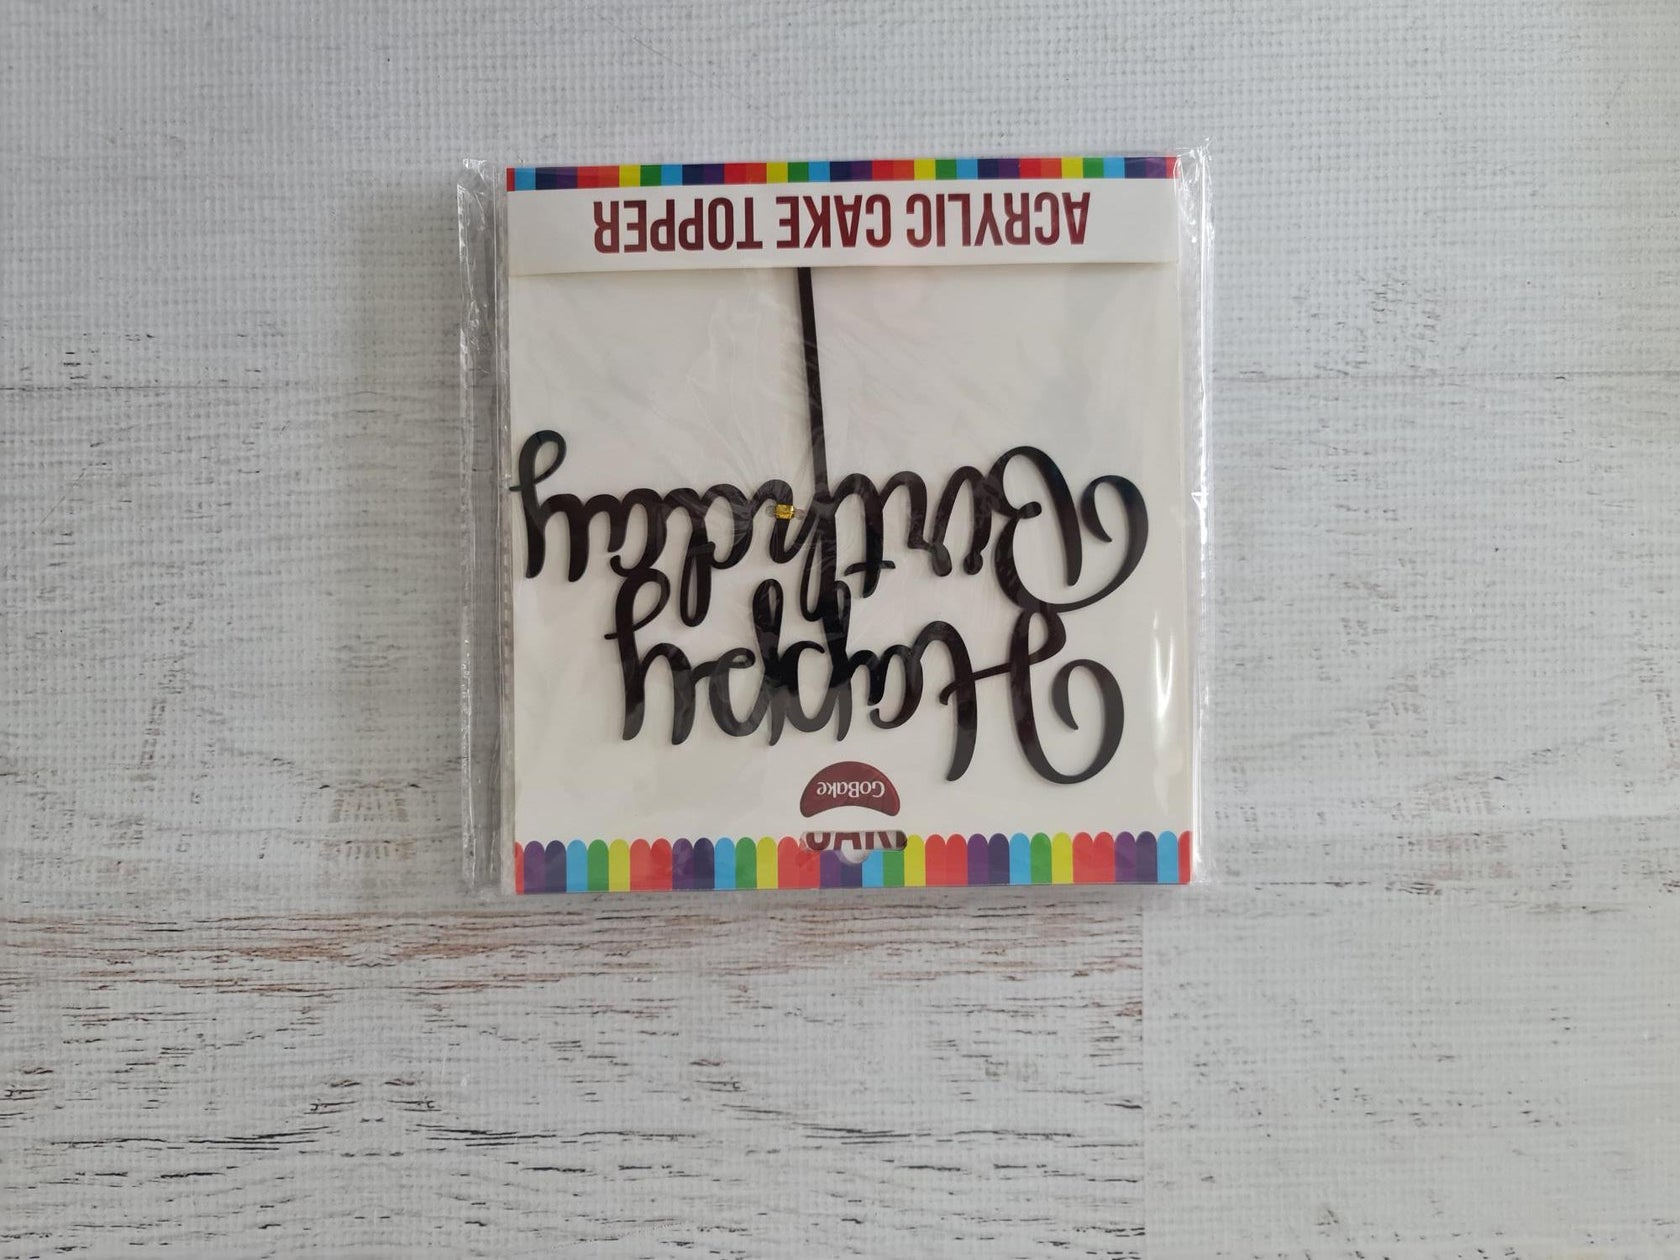 GoBake
Happy
Birthday
ACRYLIC CAKE TOPPER